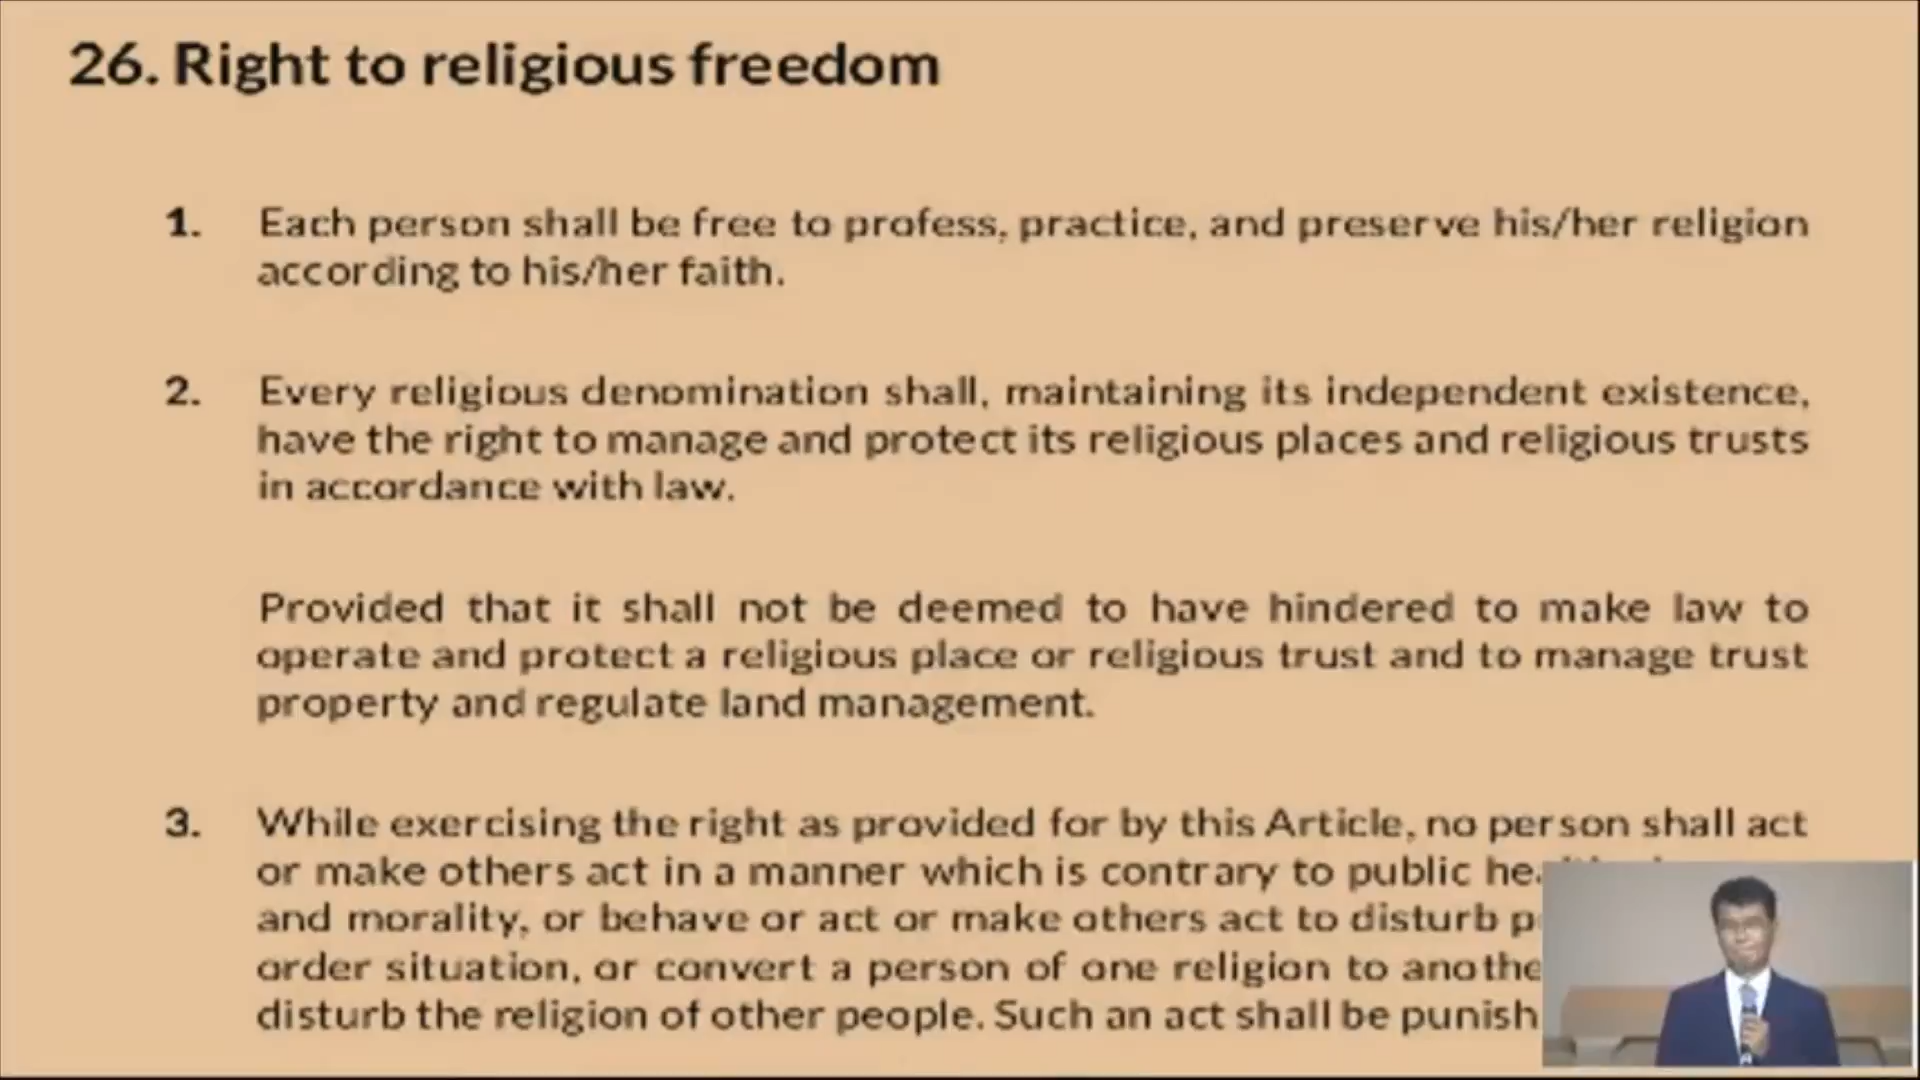 26. Right to religious freedom
1. Each person shall be free to profess, practice, and preserve his/her religion
according to his/her faith.
2. Every religious denomination shall, maintaining its independent existence,
have the right to manage and protect its religious places and religious trusts
in accordance with law.
Provided that it shall not be deemed to have hindered to make law to
operate and protect a religious place or religious trust and to manage trust
property and regulate land management.
3. While exercising the right as provided for by this Article, no person shall act
or make others act in a manner which is contrary to public
and morality, or behave or act or make others act to disturb
order situation, or convert a person of one religion to
disturb the religion of other people. Such an act shall be